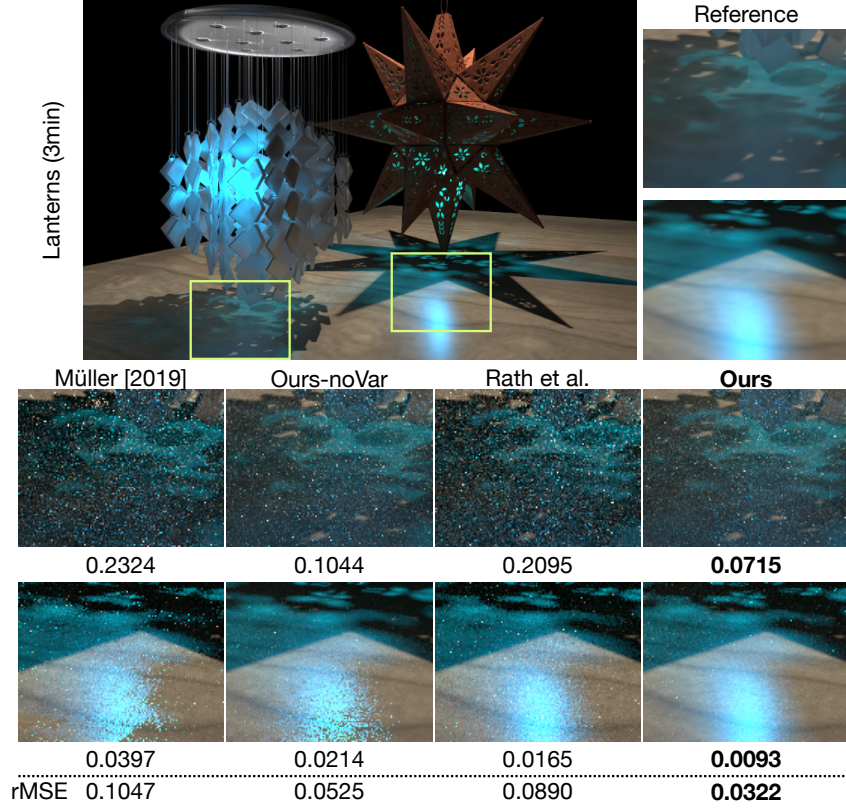 Reference
Lanterns (3min)
Müller [2019] Ours-noVar Rath et al. Ours
0.2324 0.1044 0.2095 0.0715
0.0397 0.0214 0.0165 0.0093
rMSE 0.1047 0.0525 0.0890 0.0322